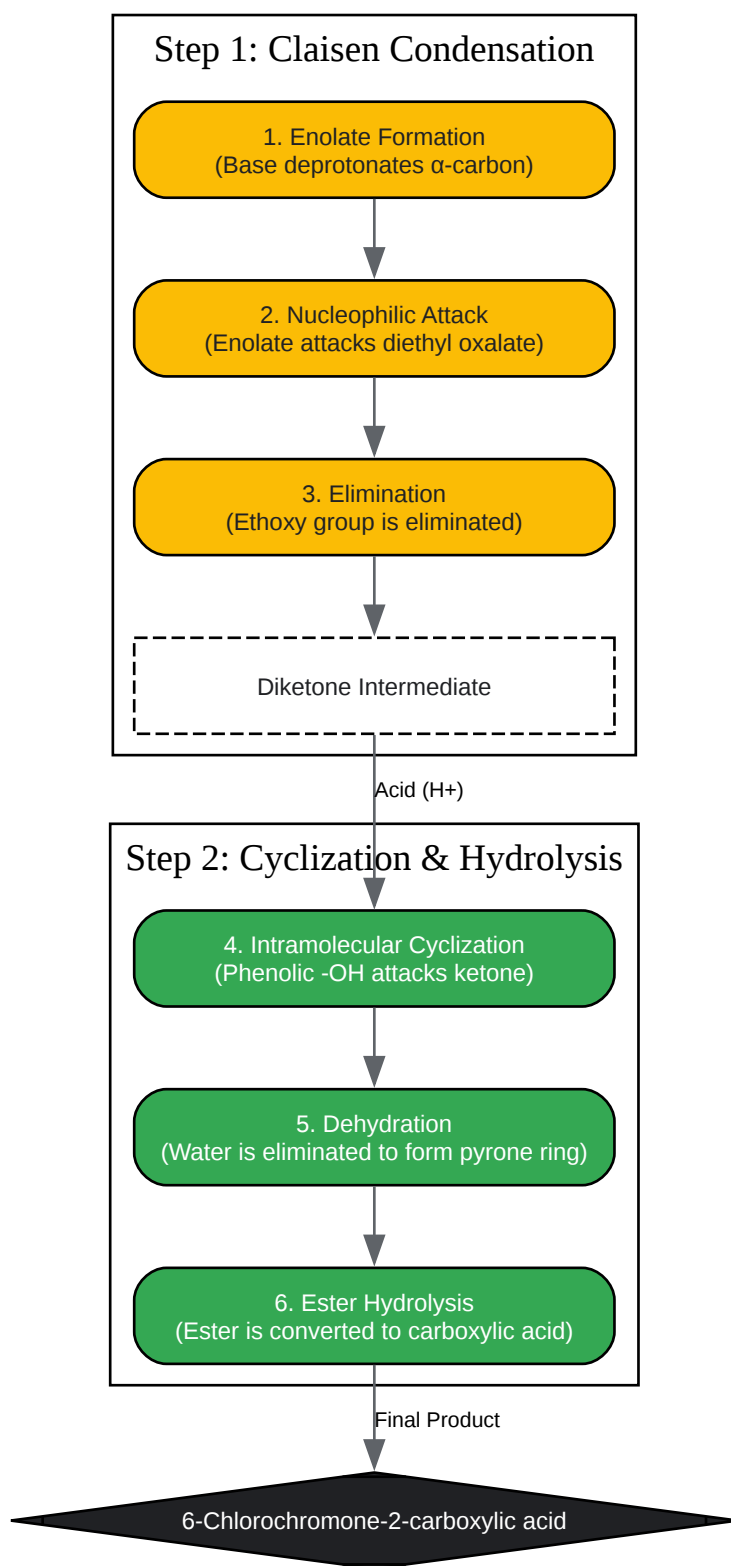 Step 1: Claisen Condensation
1. Enolate Formation
(Base deprotonates α-carbon)
2. Nucleophilic Attack
(Enolate attacks diethyl oxalate)
3. Elimination
(Ethoxy group is eliminated)
Diketone Intermediate
Acid (H+)
Step 2: Cyclization & Hydrolysis
4. Intramolecular Cyclization
(Phenolic -OH attacks ketone)
5. Dehydration
(Water is eliminated to form pyrone ring)
6. Ester Hydrolysis
(Ester is converted to carboxylic acid)
Final Product
6-Chlorochromone-2-carboxylic acid